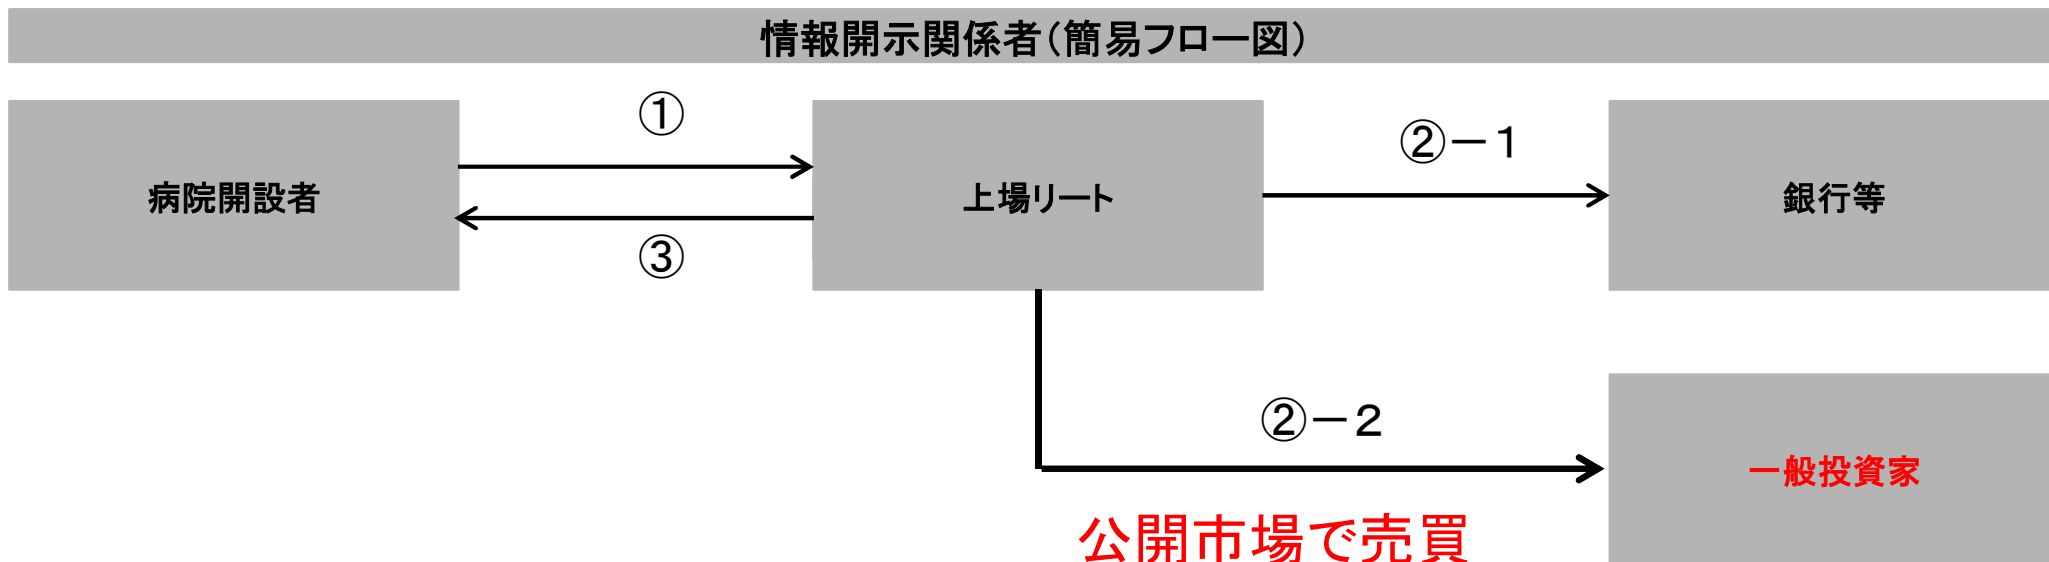 情報開示関係者（簡易フロー図）
①
②－１
病院開設者
上場リート
銀行等
③
②－２
一般投資家
公開市場で売買